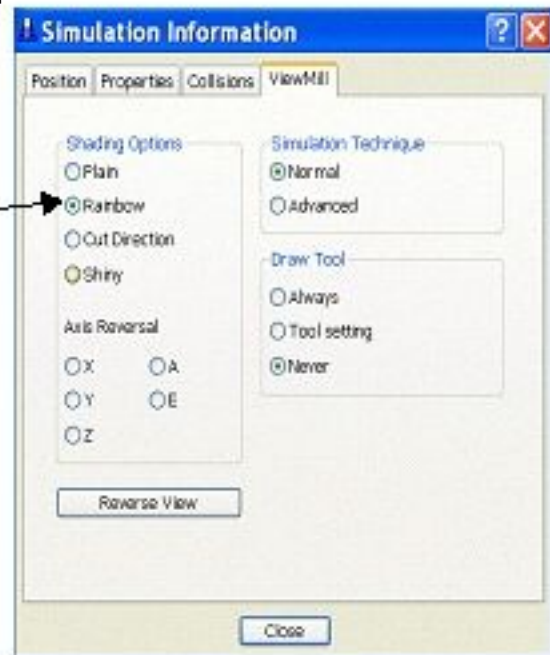 Simulation Information
Position Properties Collisions ViewMill
Shading Options
Plain
Rainbow
Cut Direction
Shiny
Axis Reversal
X A
Y E
Z
Reverse View
Simulation Technique
Normal
Advanced
Draw Tool
Always
Tool setting
Never
Close